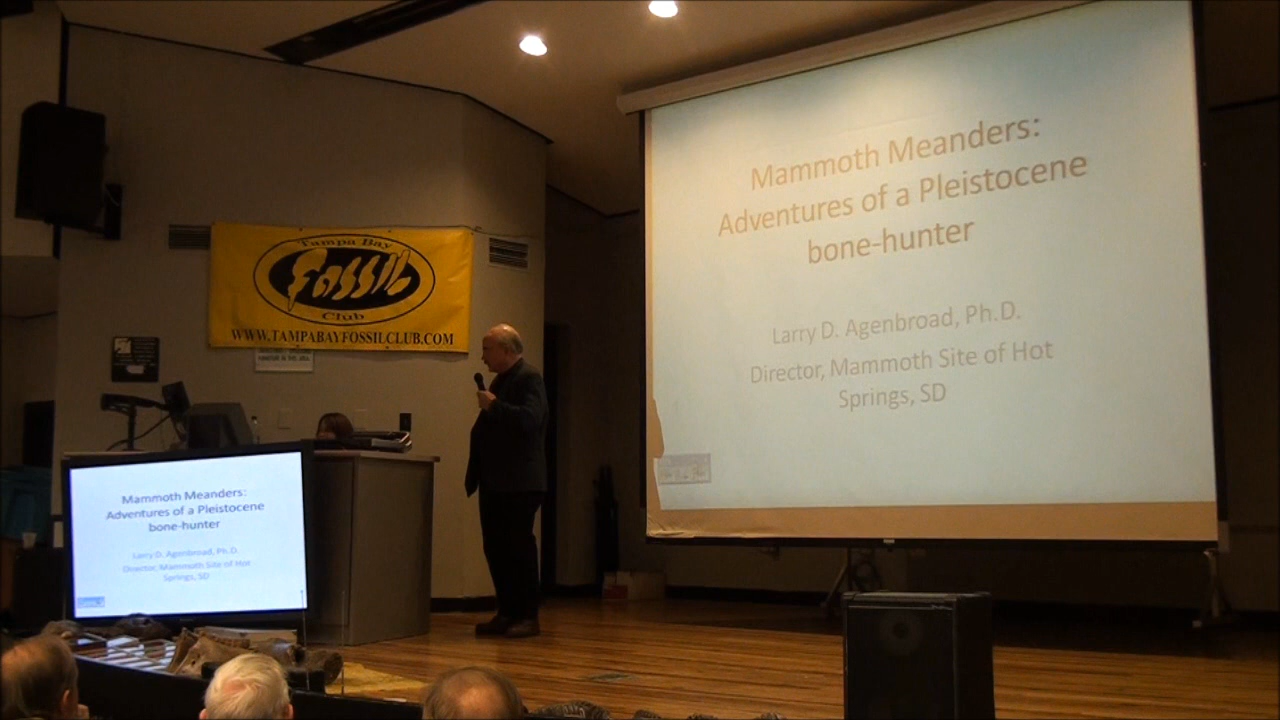 Mammoth Meanders:
Adventures of a Pleistocene
bone-hunter
Larry D. Agenbroad, Ph.D.
Director, Mammoth Site of Hot
Springs, SD
Tampa Bay
Fossil
Club
WWW.TAMPABAYFOSSILCLUB.COM
Mammoth Meanders:
Adventures of a Pleistocene
bone-hunter
Larry D. Agenbroad, Ph.D.
Director, Mammoth Site of Hot
Springs, SD